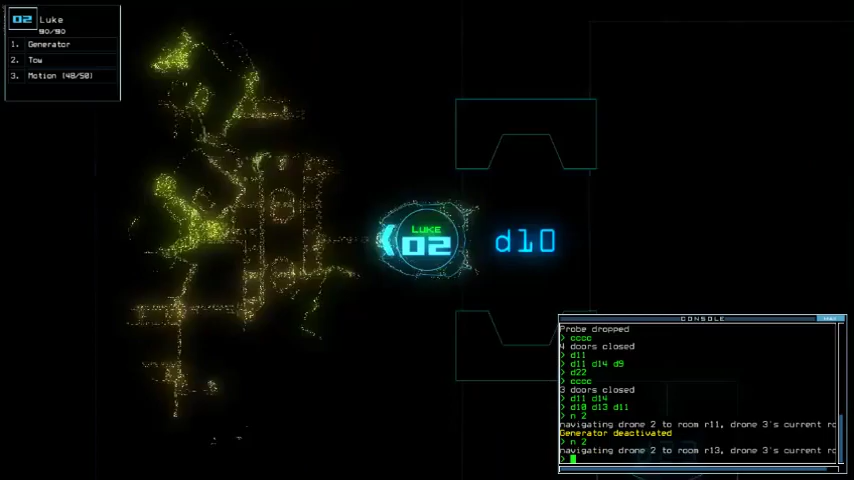 02 Luke
90/90
1. Generator
2. Tow
3. Motion (48/50)
LUKE
02
d10
CONSOLE
Probe dropped
> cccc
4 doors closed
> d11
> d11 d14 d9
> d22
> cccc
3 doors closed
> d11 d14
> d10 d13 d11
> n 2
navigating drone 2 to room r11, drone 3's current ro
Generator deactivated
> n 2
navigating drone 2 to room r13, drone 3's current ro
>